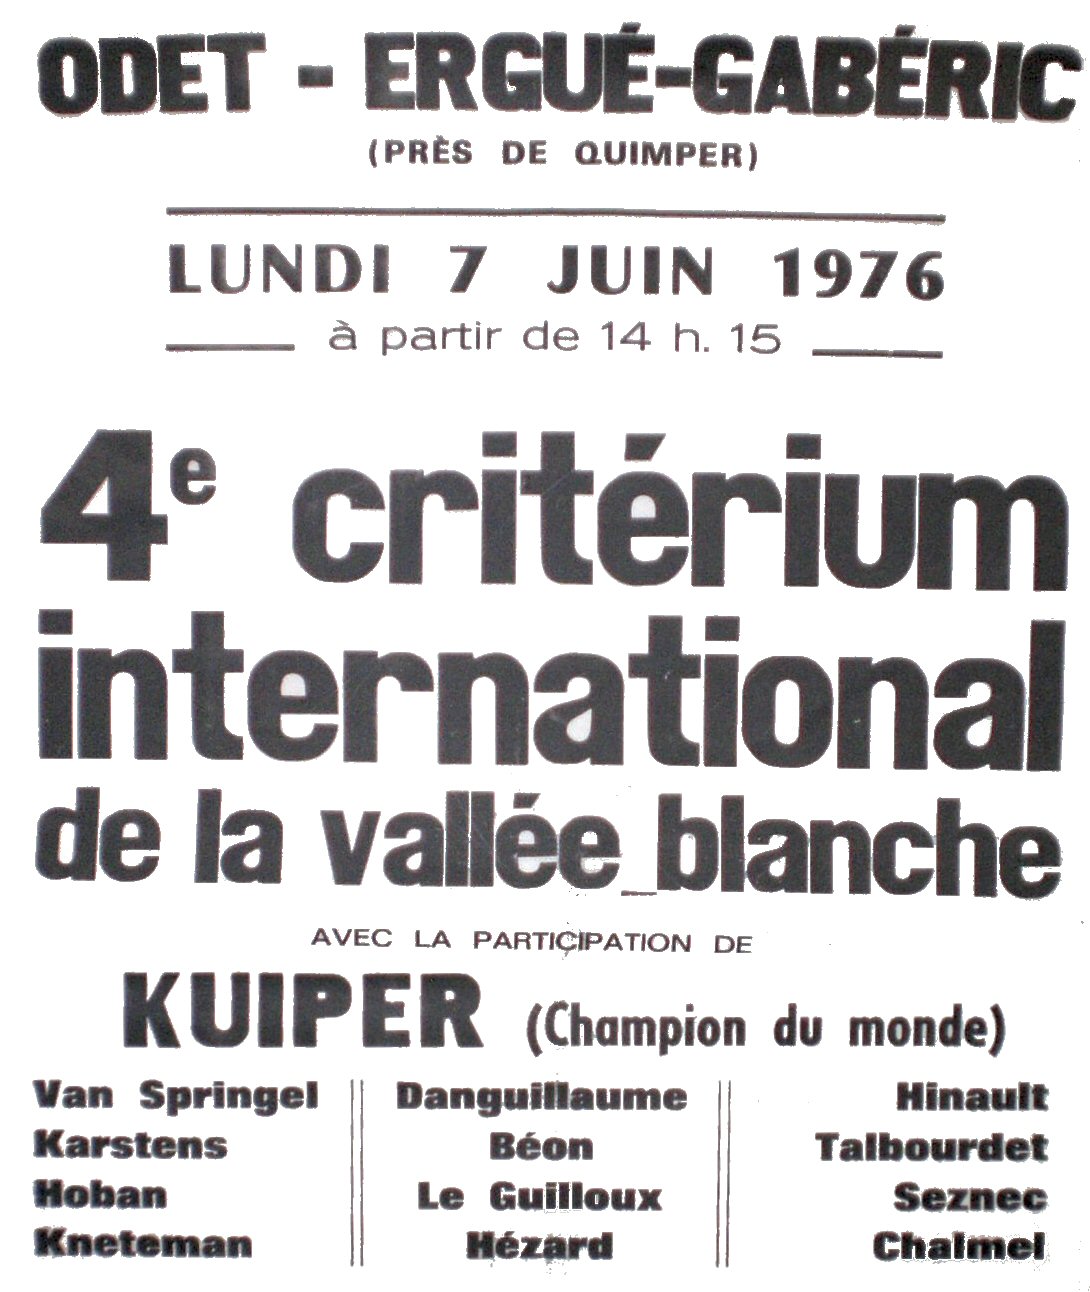 ODET - ERGUÉ-GABÉRIC
(PRÈS DE QUIMPER)
LUNDI 7 JUIN 1976
à partir de 14 h. 15
4e critérium
international
de la vallée_blanche
AVEC LA PARTICIPATION DE
KUIPER (Champion du monde)
Van Springel
Karstens
Hoban
Kneteman
Danguillaume
Béon
Le Guilloux
Hézard
Hinault
Talbourdet
Seznec
Chalmel